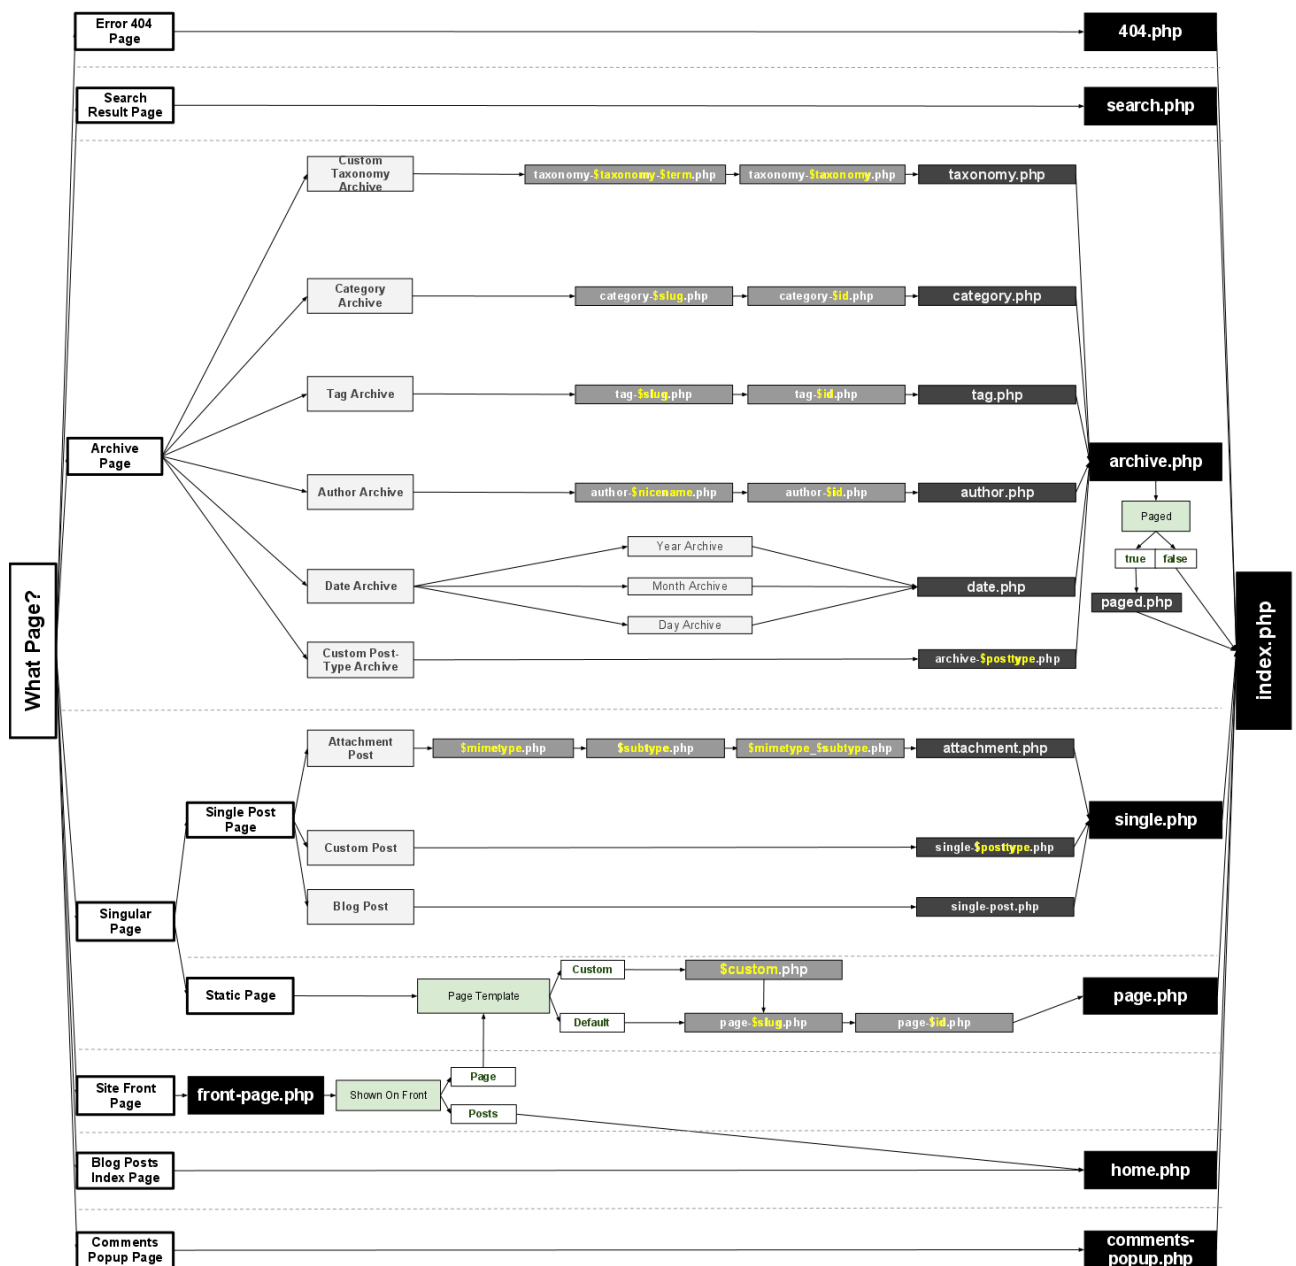 Error 404
Page
404.php
Search
Result Page
search.php
Custom
Taxonomy
Archive
taxonomy-$taxonomy-$term.php
taxonomy-$taxonomy.php
taxonomy.php
Category
Archive
category-$slug.php
category-$id.php
category.php
Tag Archive
tag-$slug.php
tag-$id.php
tag.php
Archive
Page
archive.php
Author Archive
author-$nicename.php
author-$id.php
author.php
Paged
true
false
paged.php
Year Archive
Date Archive
Month Archive
date.php
Day Archive
Custom Post-
Type Archive
archive-$posttype.php
What Page?
index.php
Attachment
Post
$mimetype.php
$subtype.php
$mimetype_$subtype.php
attachment.php
Single Post
Page
single.php
Custom Post
single-$posttype.php
Blog Post
single-post.php
Singular
Page
Static Page
Page Template
Custom
$custom.php
Default
page-$slug.php
page-$id.php
page.php
Site Front
Page
front-page.php
Shown On Front
Page
Posts
Blog Posts
Index Page
home.php
Comments
Popup Page
comments-
popup.php